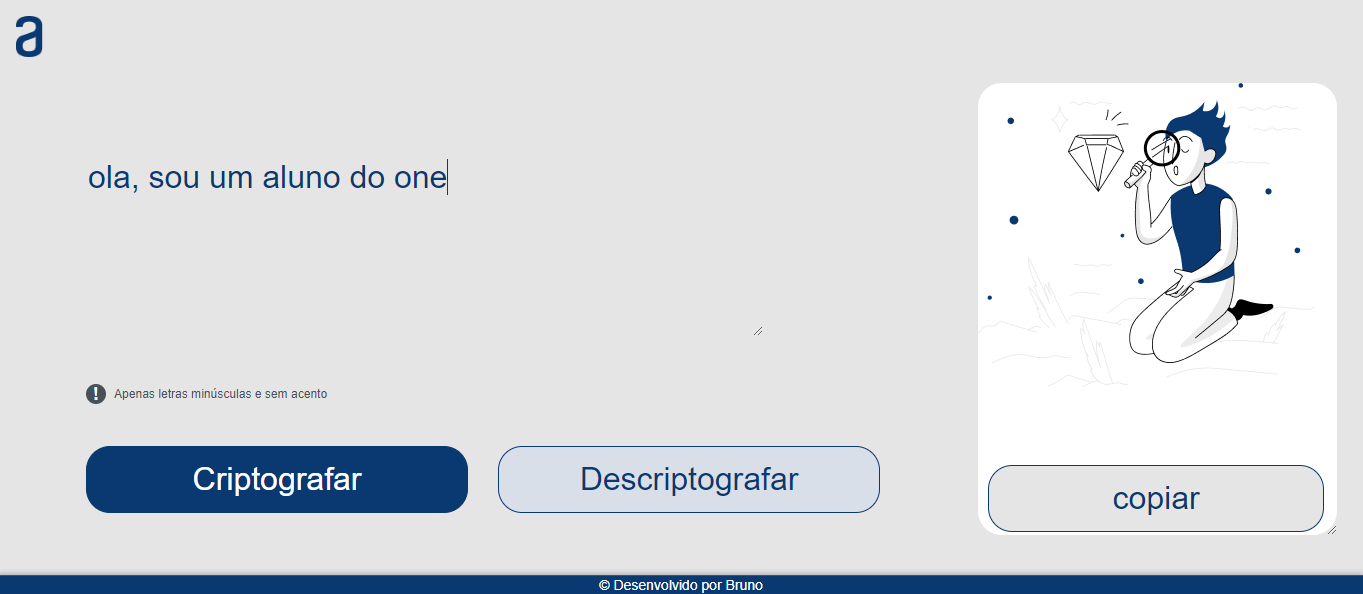 a
ola, sou um aluno do one
! Apenas letras minúsculas e sem acento
Criptografar
Descriptografar
copiar
© Desenvolvido por Bruno